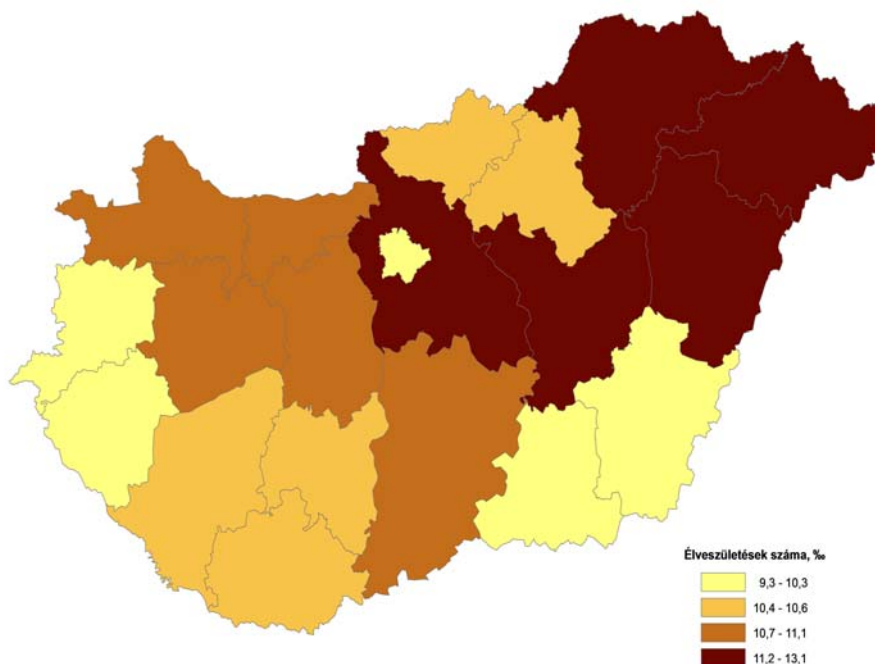 Élveszületések száma, ‰
9,3 - 10,3
10,4 - 10,6
10,7 - 11,1
11,2 - 13,1